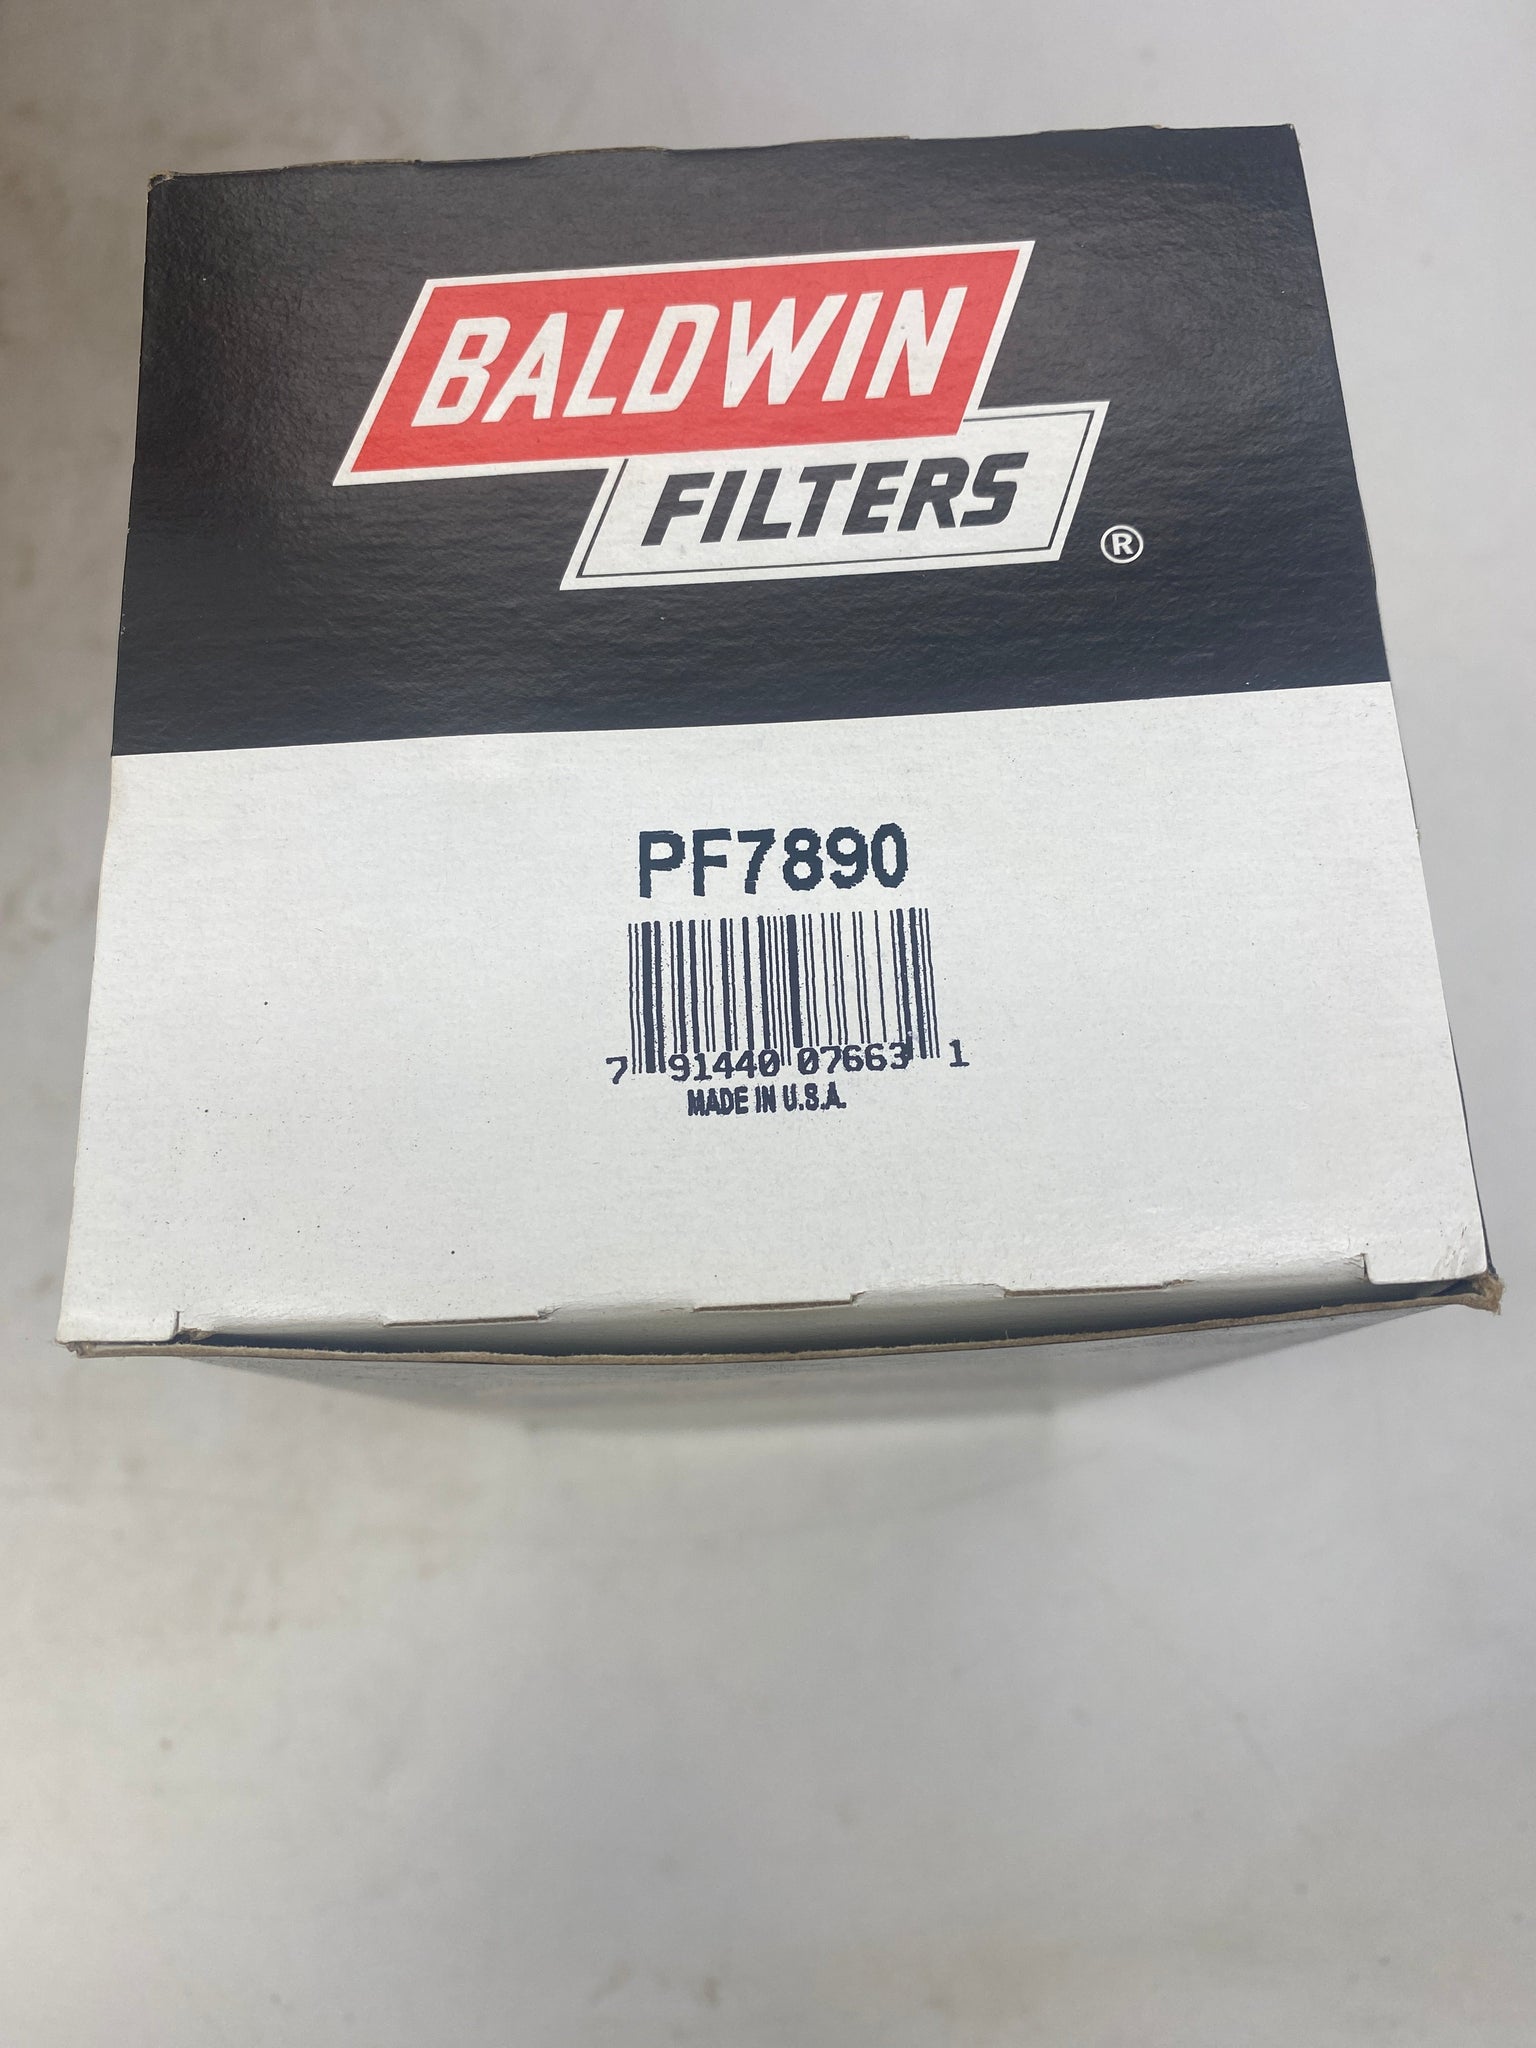 BALDWIN
FILTERS
®
PF7890
7 91440 07663 1
MADE IN U.S.A.